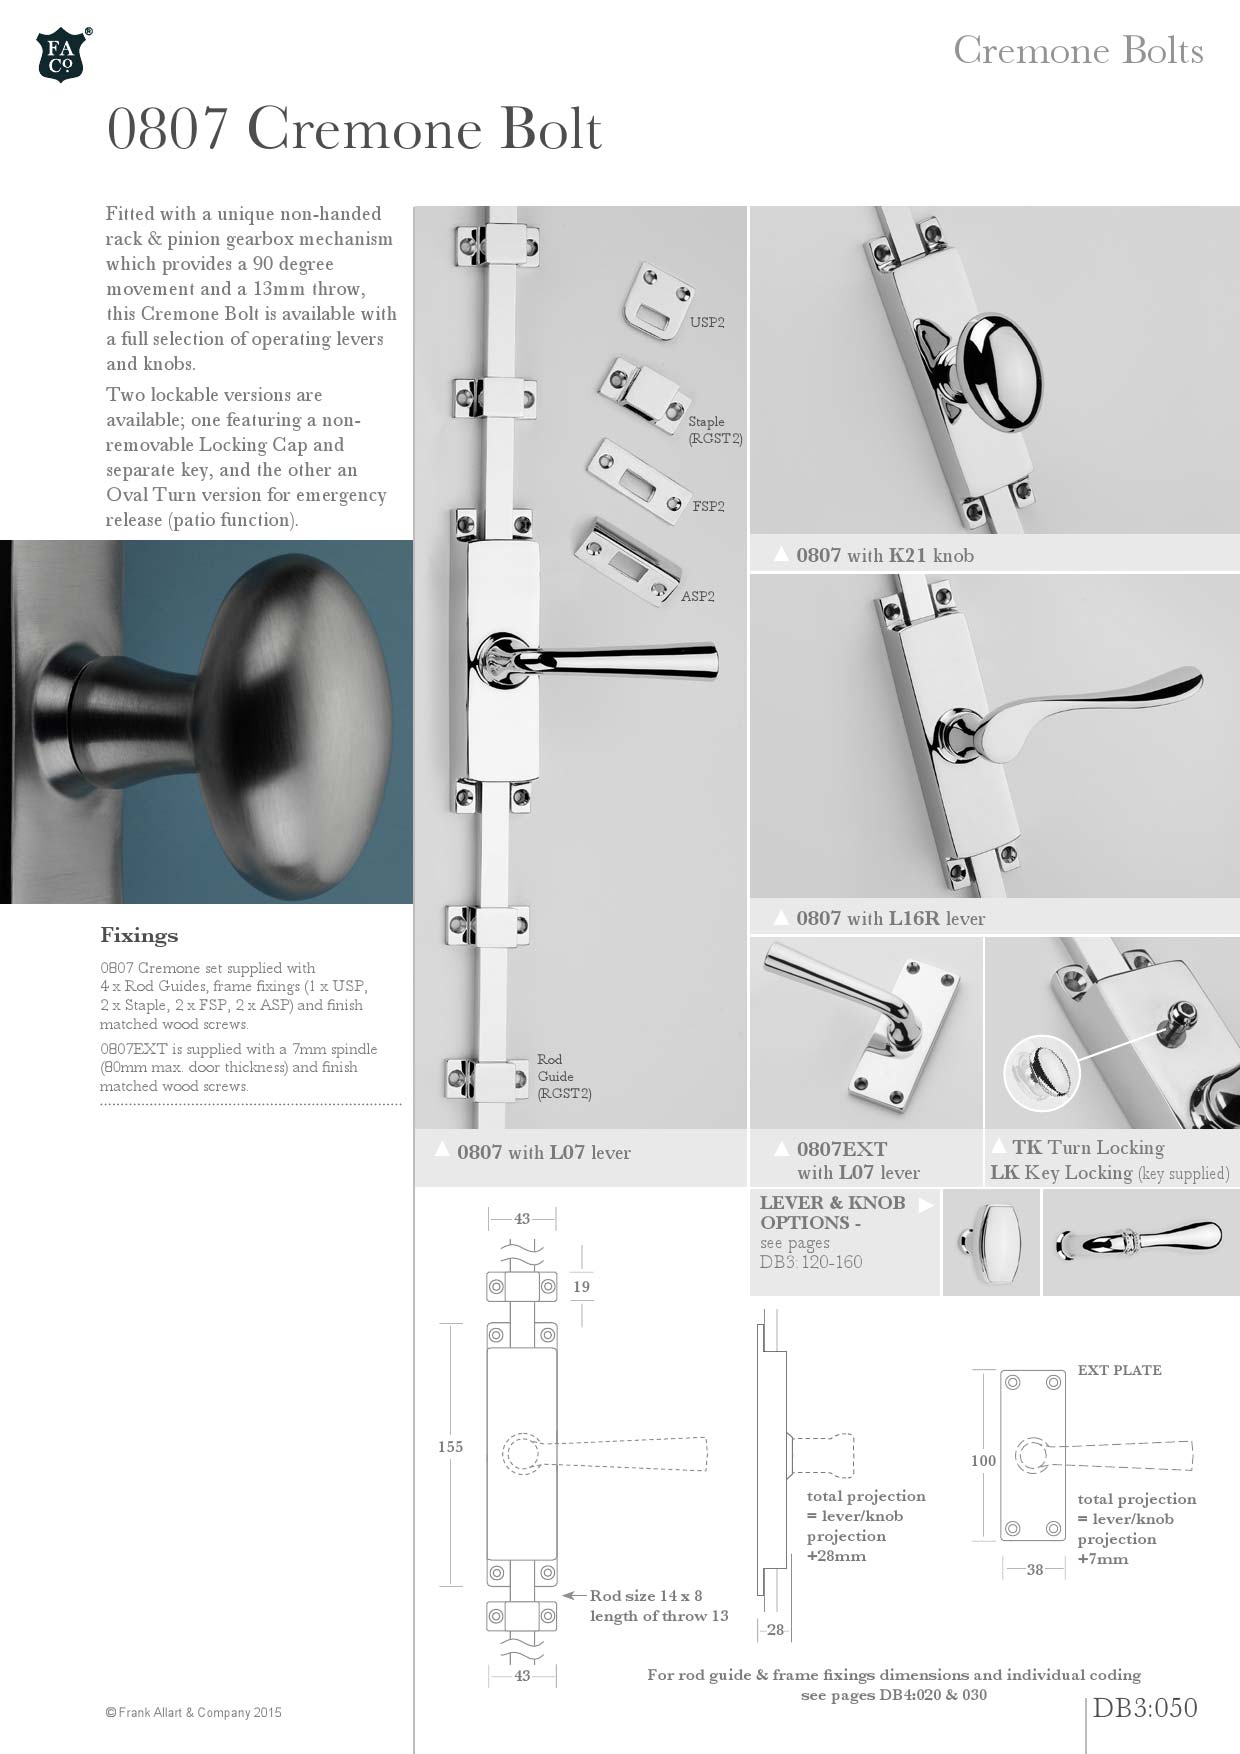 FA
Co.
®
Cremone Bolts
0807 Cremone Bolt
Fitted with a unique non-handed
rack & pinion gearbox mechanism
which provides a 90 degree
movement and a 13mm throw,
this Cremone Bolt is available with
a full selection of operating levers
and knobs.
Two lockable versions are
available; one featuring a non-
removable Locking Cap and
separate key, and the other an
Oval Turn version for emergency
release (patio function).
Fixings
0807 Cremone set supplied with
4 x Rod Guides, frame fixings (1 x USP,
2 x Staple, 2 x FSP, 2 x ASP) and finish
matched wood screws.
0807EXT is supplied with a 7mm spindle
(80mm max. door thickness) and finish
matched wood screws.
USP2
Staple
(RGST2)
FSP2
ASP2
Rod
Guide
(RGST2)
0807 with L07 lever
0807 with K21 knob
0807 with L16R lever
0807EXT
with L07 lever
TK Turn Locking
LK Key Locking (key supplied)
LEVER & KNOB
OPTIONS -
see pages
DB3:120-160
43
19
155
Rod size 14 x 8
length of throw 13
43
total projection
= lever/knob
projection
+28mm
28
EXT PLATE
100
38
total projection
= lever/knob
projection
+7mm
For rod guide & frame fixings dimensions and individual coding
see pages DB4:020 & 030
© Frank Allart & Company 2015
DB3:050